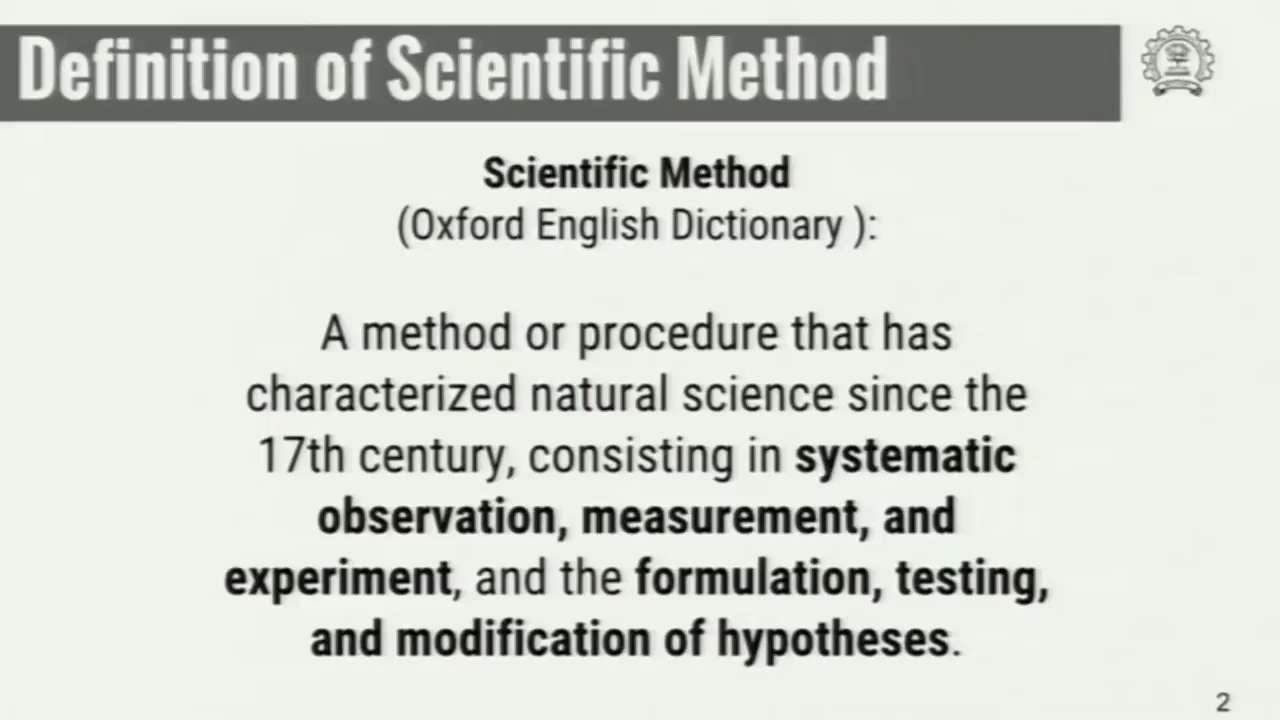 Definition of Scientific Method
Scientific Method
(Oxford English Dictionary ):
A method or procedure that has
characterized natural science since the
17th century, consisting in systematic
observation, measurement, and
experiment, and the formulation, testing,
and modification of hypotheses.
2